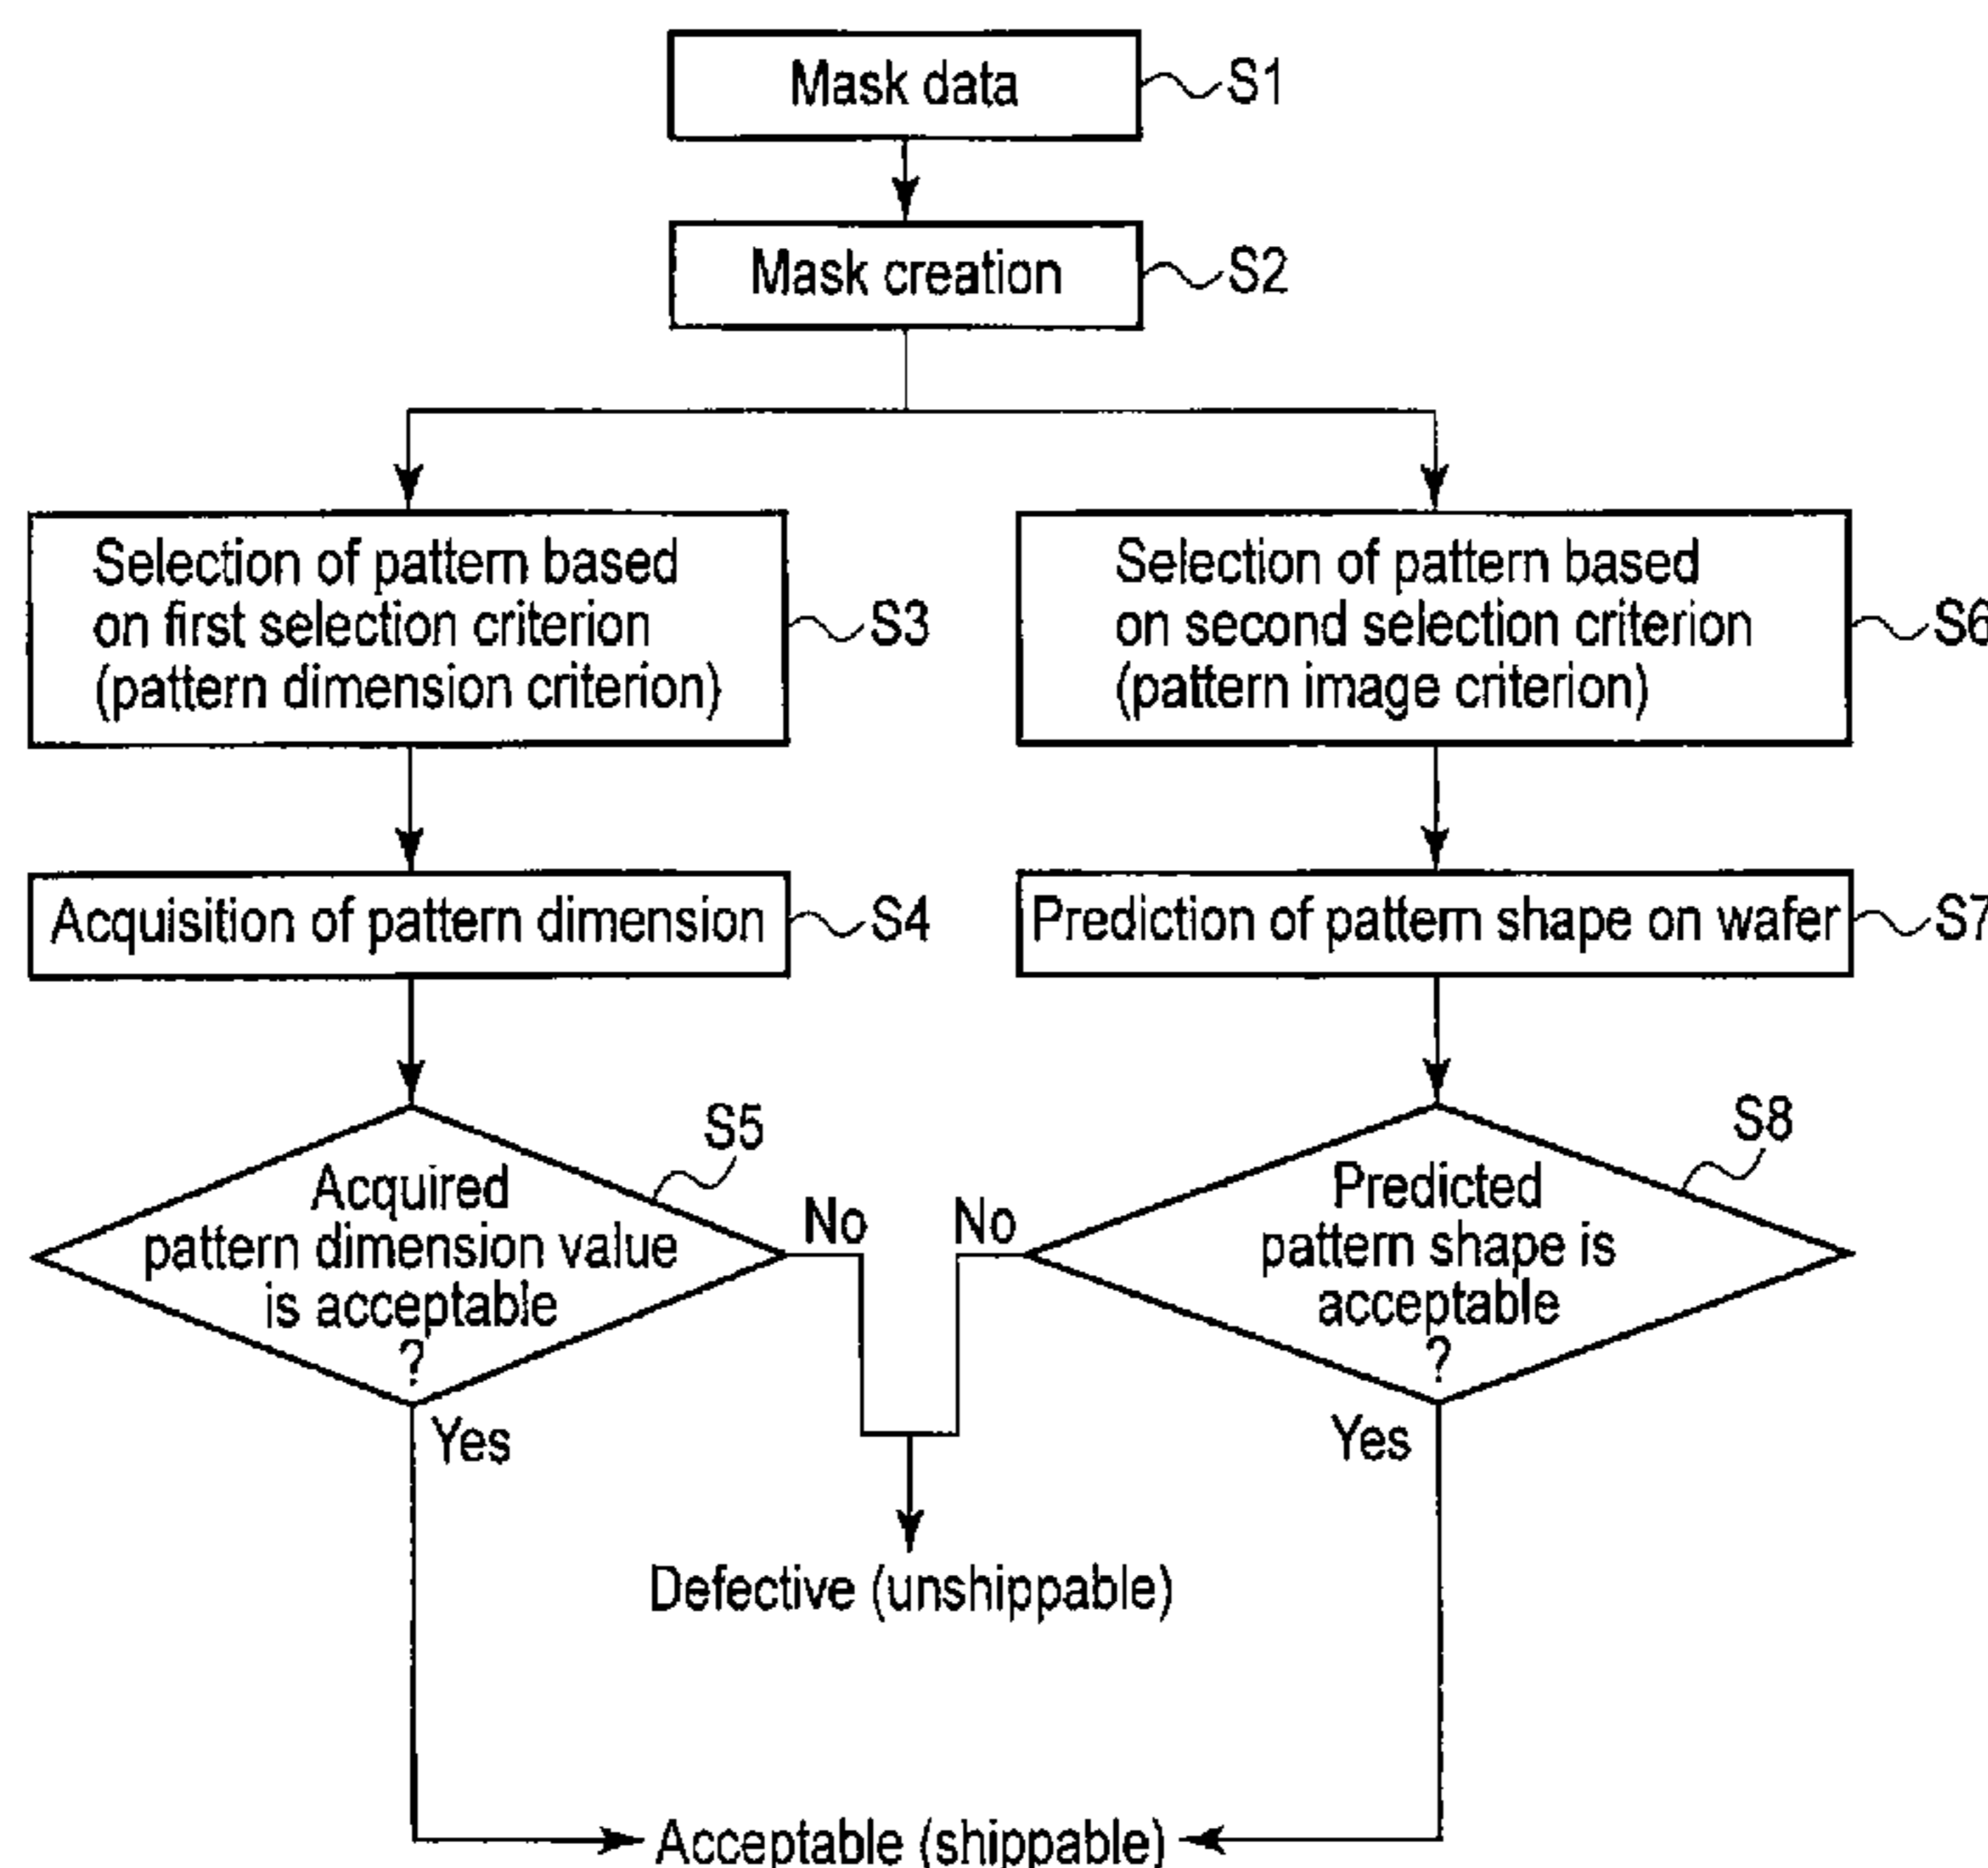 Mask data
S1
Mask creation
S2
Selection of pattern based
on first selection criterion
(pattern dimension criterion)
S3
Selection of pattern based
on second selection criterion
(pattern image criterion)
S6
Acquisition of pattern dimension
S4
Prediction of pattern shape on wafer
S7
S5
Acquired
pattern dimension value
is acceptable
?
No
Yes
S8
Predicted
pattern shape is
acceptable
?
No
Yes
Defective (unshippable)
Acceptable (shippable)